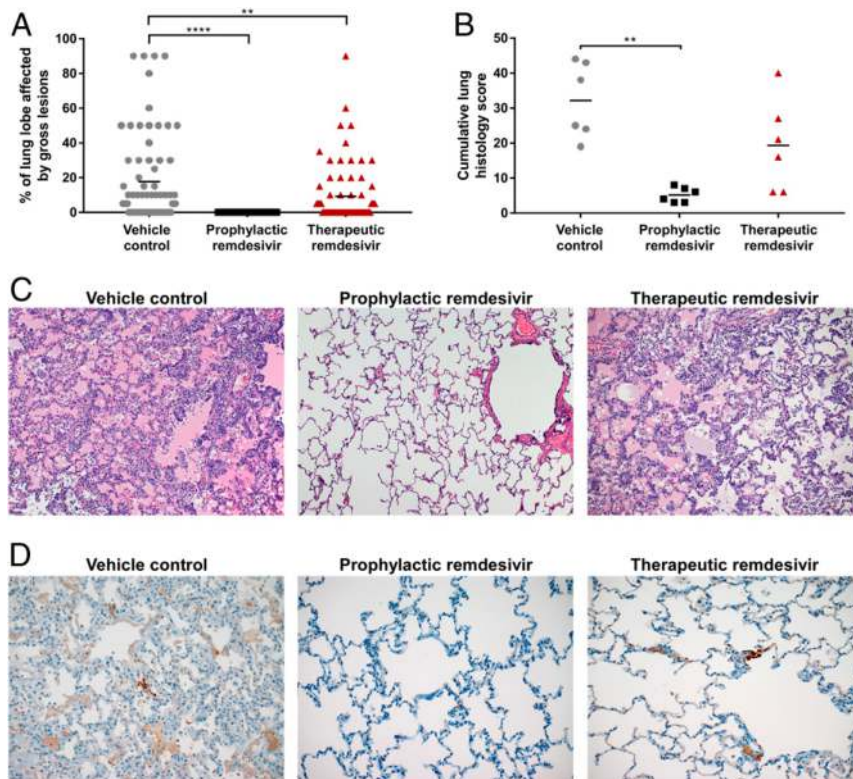 A
% of lung lobe affected
by gross lesions
100
80
60
40
20
0
****
**
Vehicle
control
Prophylactic
remdesivir
Therapeutic
remdesivir
B
Cumulative lung
histology score
50
40
30
20
10
0
**
Vehicle
control
Prophylactic
remdesivir
Therapeutic
remdesivir
C
Vehicle control
Prophylactic remdesivir
Therapeutic remdesivir
D
Vehicle control
Prophylactic remdesivir
Therapeutic remdesivir